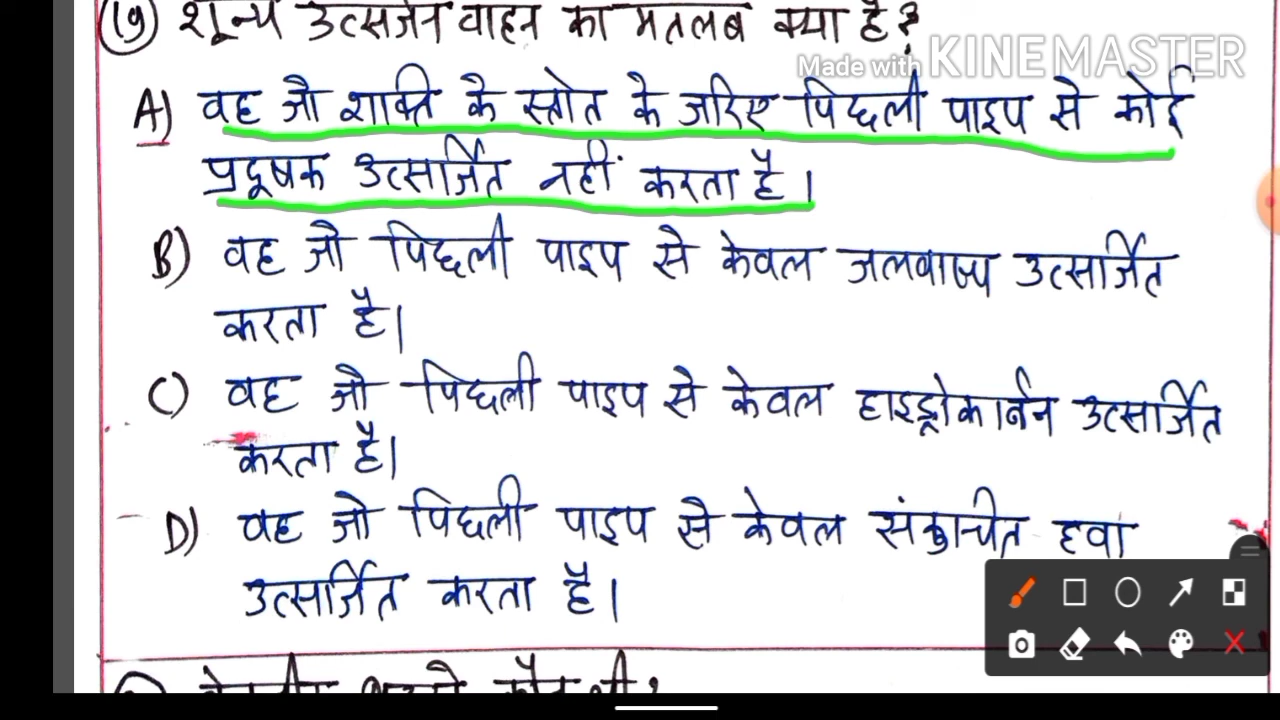 (19) शून्य उत्सर्जन वाहन का मतलब क्या है?
Made with KINEMASTER
A) वह जो शक्ति के स्त्रोत के जरिए पिछली पाइप से कोई
प्रदूषक उत्सर्जित नहीं करता है।
B) वह जो पिछली पाइप से केवल जलवाष्प उत्सर्जित
करता है।
C) वह जो पिछली पाइप से केवल हाइड्रोकार्बन उत्सर्जित
करता है।
D) वह जो पिछली पाइप से केवल संकुचित हवा
उत्सर्जित करता है।